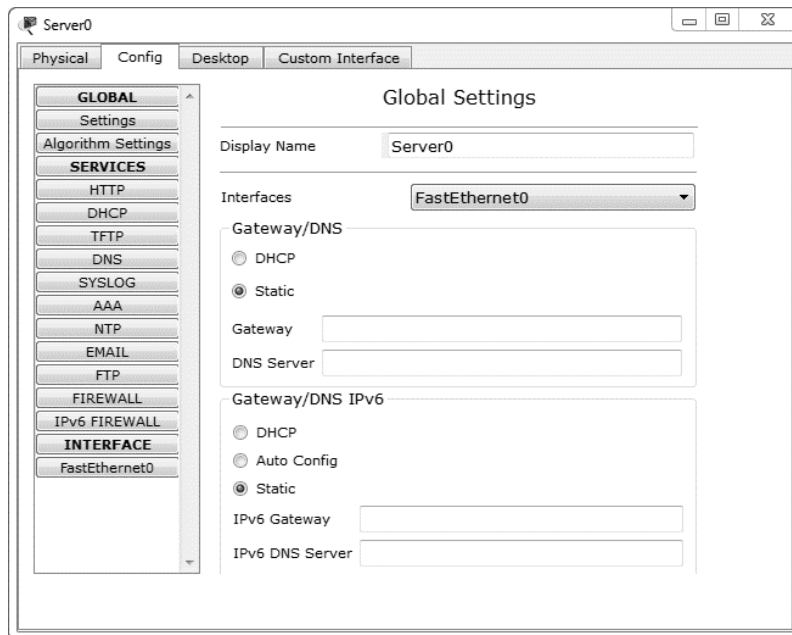 Server0
Physical Config Desktop Custom Interface
GLOBAL
Settings
Algorithm Settings
SERVICES
HTTP
DHCP
TFTP
DNS
SYSLOG
AAA
NTP
EMAIL
FTP
FIREWALL
IPv6 FIREWALL
INTERFACE
FastEthernet0
Global Settings
Display Name Server0
Interfaces FastEthernet0
Gateway/DNS
DHCP
Static
Gateway
DNS Server
Gateway/DNS IPv6
DHCP
Auto Config
Static
IPv6 Gateway
IPv6 DNS Server